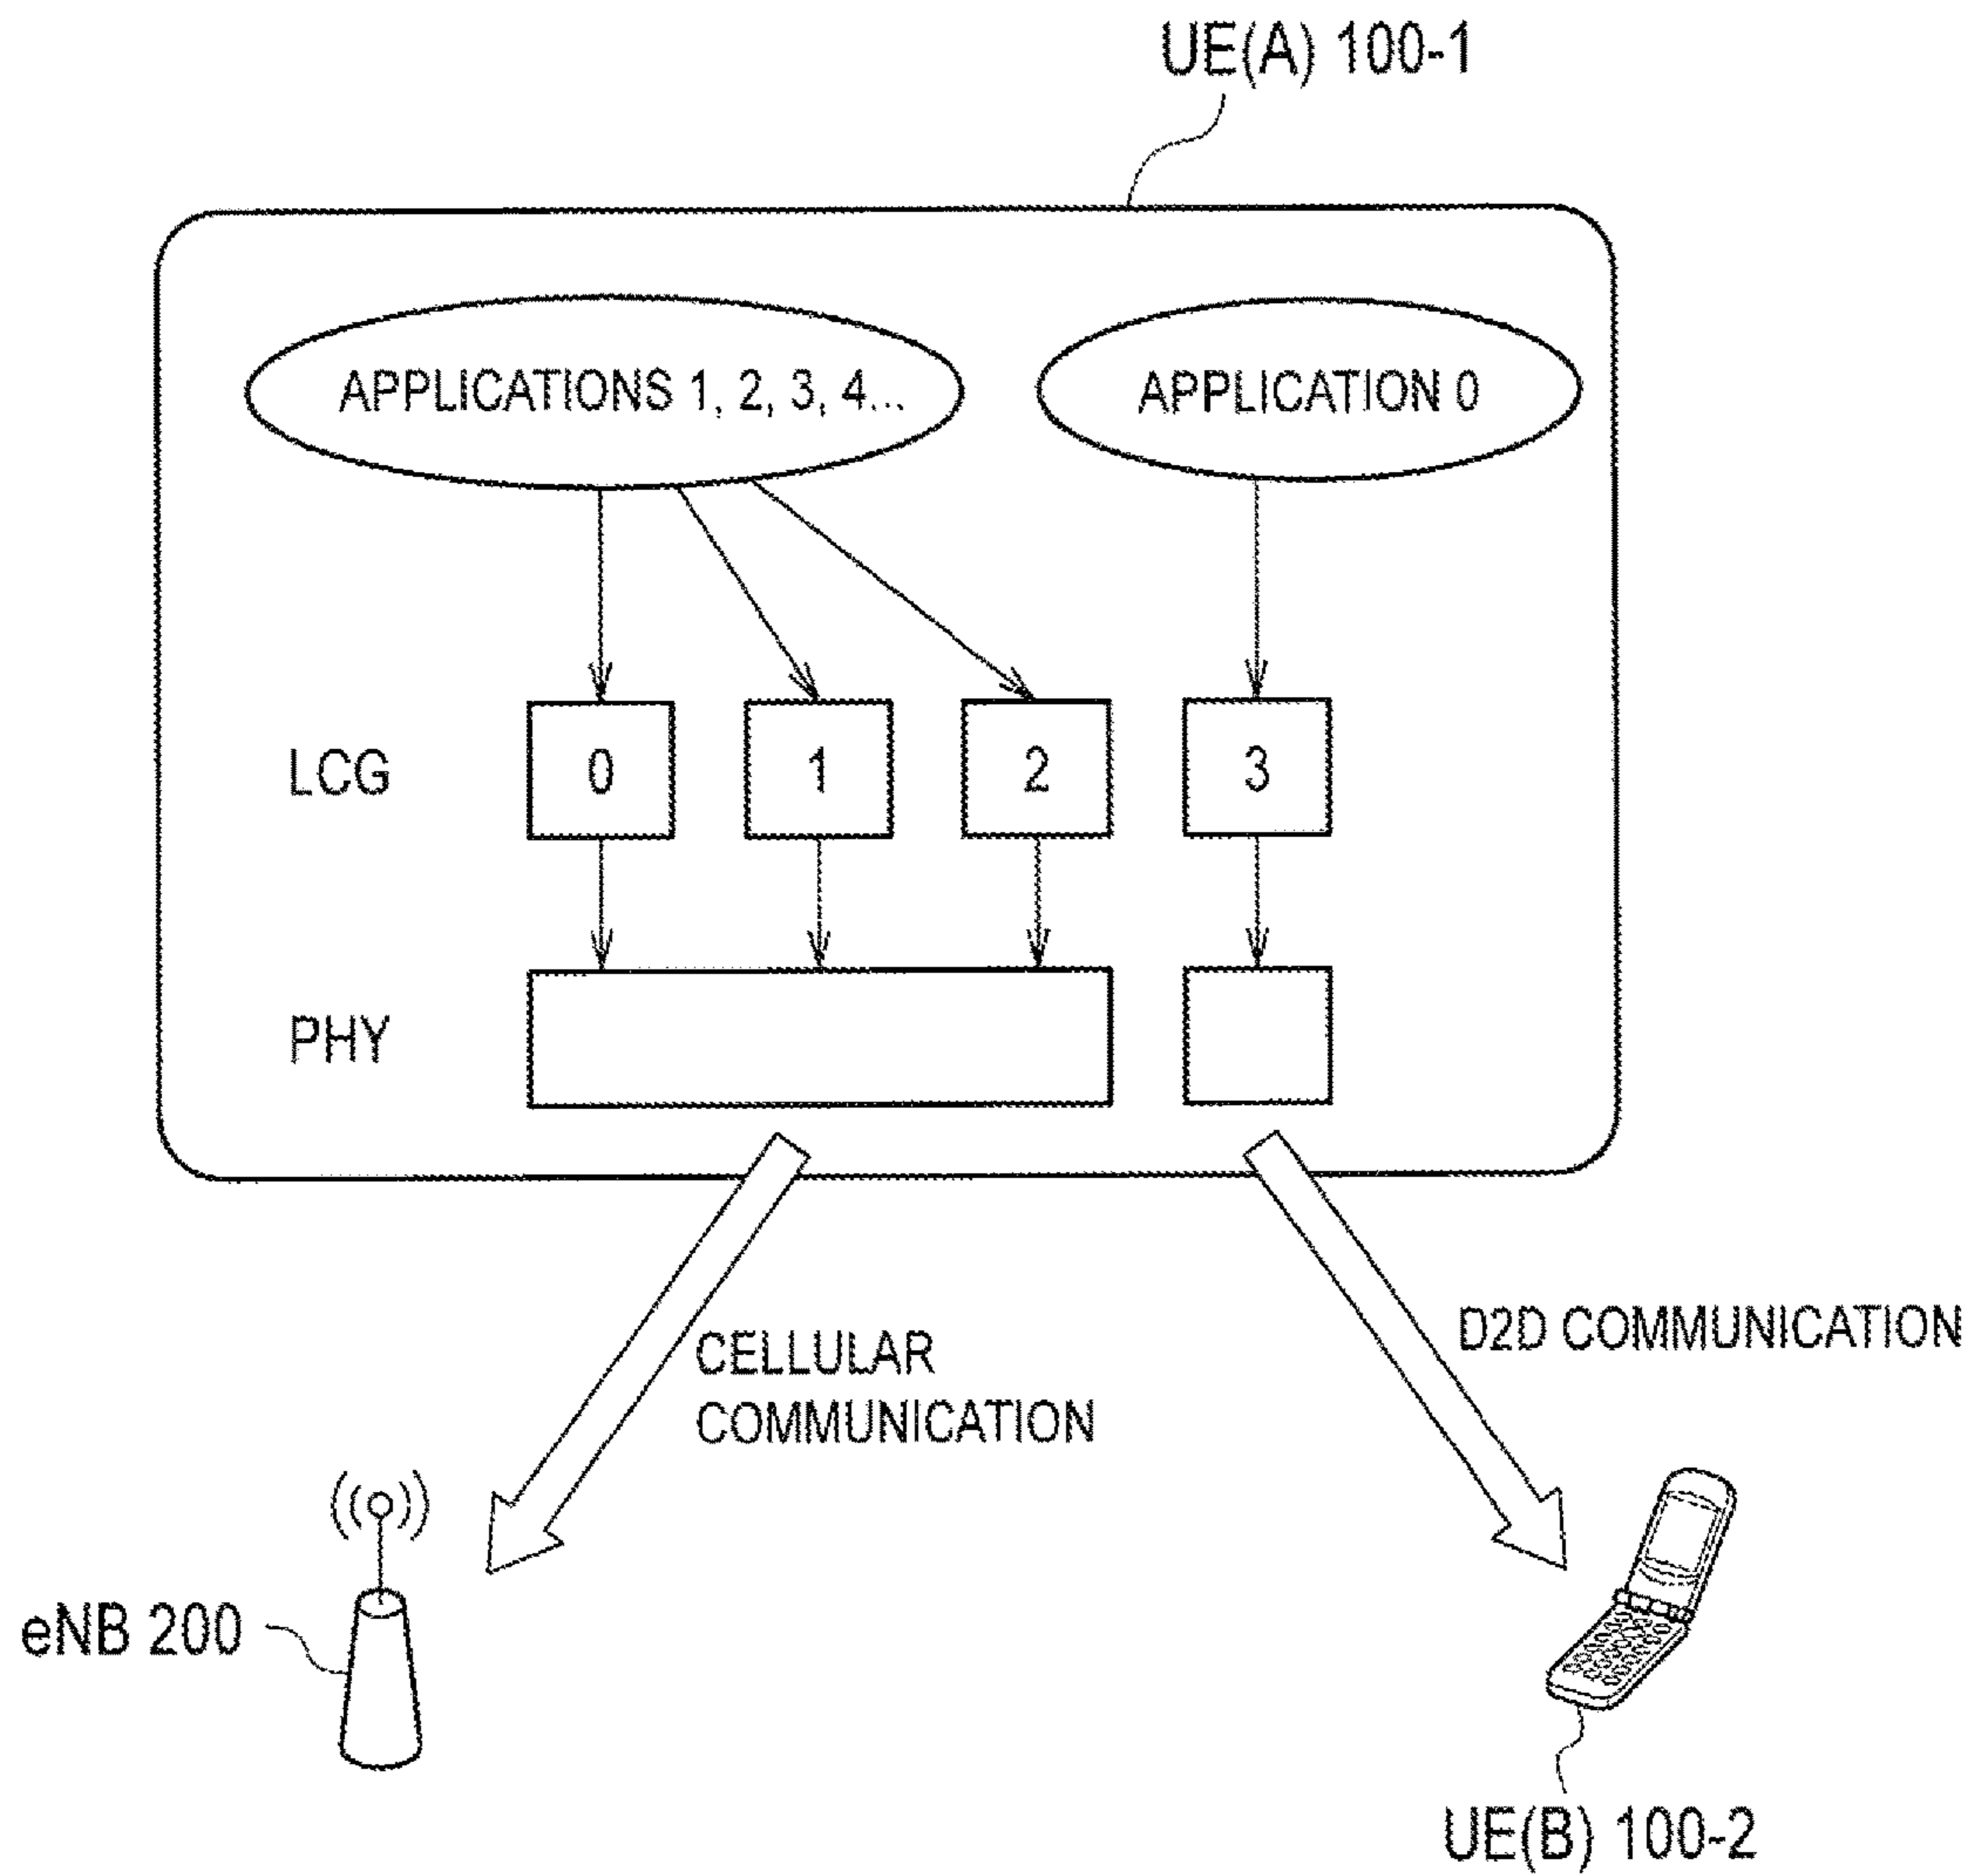 UE(A) 100-1
APPLICATIONS 1, 2, 3, 4...
APPLICATION 0
LCG
0
1
2
3
PHY
D2D COMMUNICATION
CELLULAR
COMMUNICATION
eNB 200
UE(B) 100-2